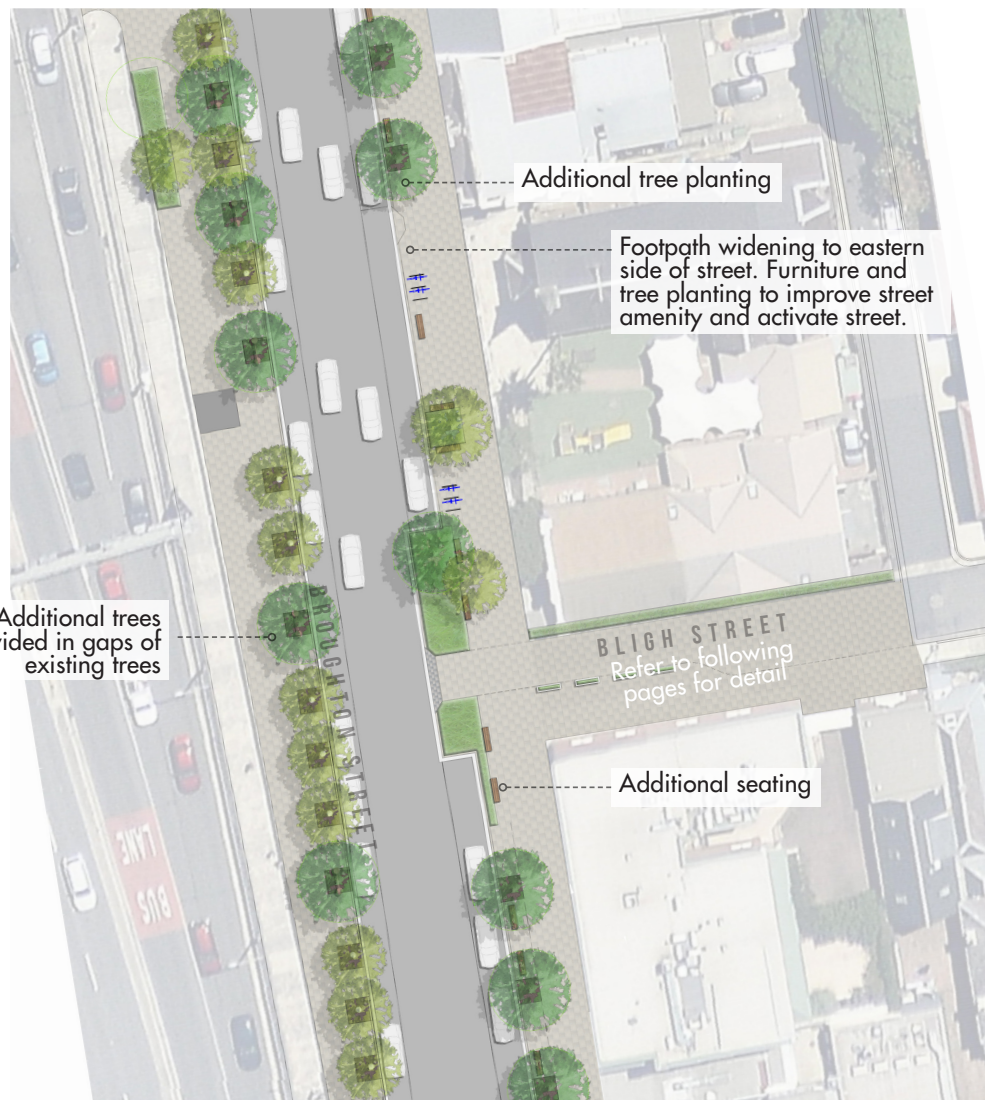 Additional tree planting
Footpath widening to eastern
side of street. Furniture and
tree planting to improve street
amenity and activate street.
Additional trees
vided in gaps of
existing trees
BROUGHTON STREET
BLIGH STREET
Refer to following
pages for detail
Additional seating
BUS
LANE